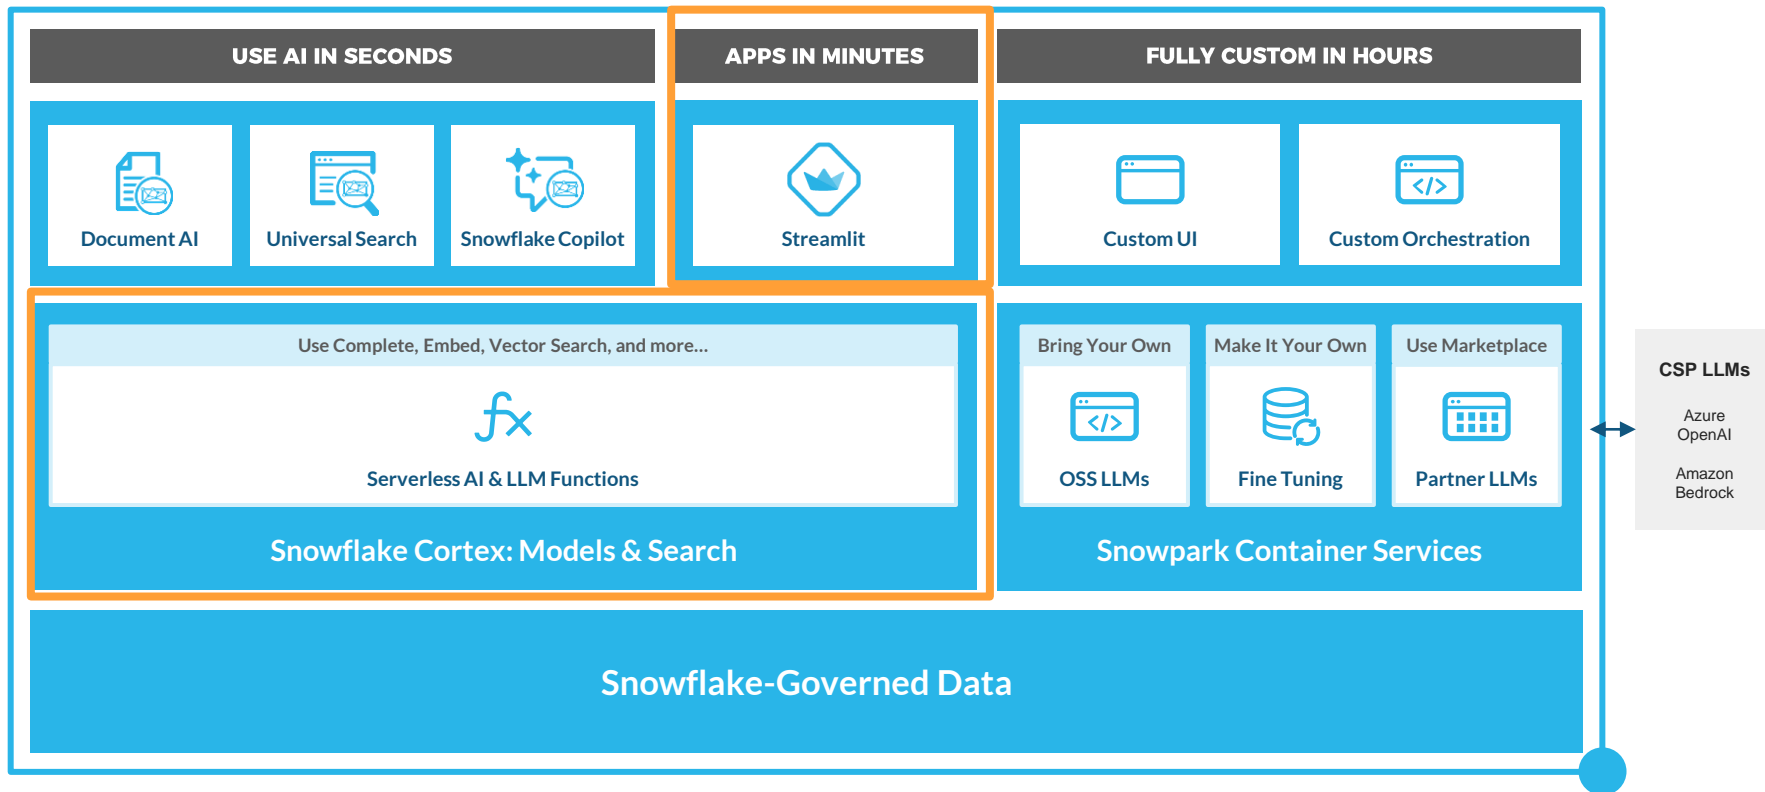 USE AI IN SECONDS
APPS IN MINUTES
FULLY CUSTOM IN HOURS
Document AI
Universal Search
Snowflake Copilot
Streamlit
Custom UI
Custom Orchestration
Use Complete, Embed, Vector Search, and more...
Serverless AI & LLM Functions
Snowflake Cortex: Models & Search
Bring Your Own
Make It Your Own
Use Marketplace
OSS LLMs
Fine Tuning
Partner LLMs
Snowpark Container Services
CSP LLMs
Azure
OpenAI
Amazon
Bedrock
Snowflake-Governed Data